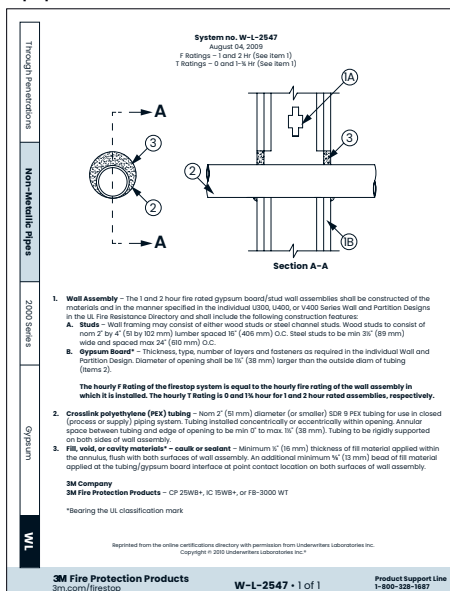 System no. W-L-2547
August 04, 2009
F Ratings – 1 and 2 Hr (See item 1)
T Ratings – 0 and 1-¾ Hr (See item 1)
Through Penetrations
Non-Metallic Pipes
2000 Series
Gypsum
WL
A
3
2
A
1A
3
2
1B
Section A-A
1. Wall Assembly – The 1 and 2 hour fire rated gypsum board/stud wall assemblies shall be constructed of the
materials and in the manner specified in the individual U300, U400, or V400 Series Wall and Partition Designs
in the UL Fire Resistance Directory and shall include the following construction features:
A. Studs – Wall framing may consist of either wood studs or steel channel studs. Wood studs to consist of
nom 2" by 4" (51 by 102 mm) lumber spaced 16" (406 mm) O.C. Steel studs to be min 3½" (89 mm)
wide and spaced max 24" (610 mm) O.C.
B. Gypsum Board* – Thickness, type, number of layers and fasteners as required in the individual Wall and
Partition Design. Diameter of opening shall be 1½" (38 mm) larger than the outside diam of tubing
(Items 2).
The hourly F Rating of the firestop system is equal to the hourly fire rating of the wall assembly in
which it is installed. The hourly T Rating is 0 and 1¾ hour for 1 and 2 hour rated assemblies, respectively.
2. Crosslink polyethylene (PEX) tubing – Nom 2" (51 mm) diameter (or smaller) SDR 9 PEX tubing for use in closed
(process or supply) piping system. Tubing installed concentrically or eccentrically within opening. Annular
space between tubing and edge of opening to be min 0" to max. 1½" (38 mm). Tubing to be rigidly supported
on both sides of wall assembly.
3. Fill, void, or cavity materials* – caulk or sealant – Minimum ⅝" (16 mm) thickness of fill material applied within
the annulus, flush with both surfaces of wall assembly. An additional minimum (13 mm) bead of fill material
applied at the tubing/gypsum board interface at point contact location on both surfaces of wall assembly.
3M Company
3M Fire Protection Products – CP 25WB+, IC 15WB+, or FB-3000 WT
*Bearing the UL classification mark
Reprinted from the online certifications directory with permission from Underwriters Laboratories Inc.
Copyright © 2010 Underwriters Laboratories Inc.®
3M Fire Protection Products
3m.com/firestop
W-L-2547 • 1 of 1
Product Support Line
1-800-328-1687